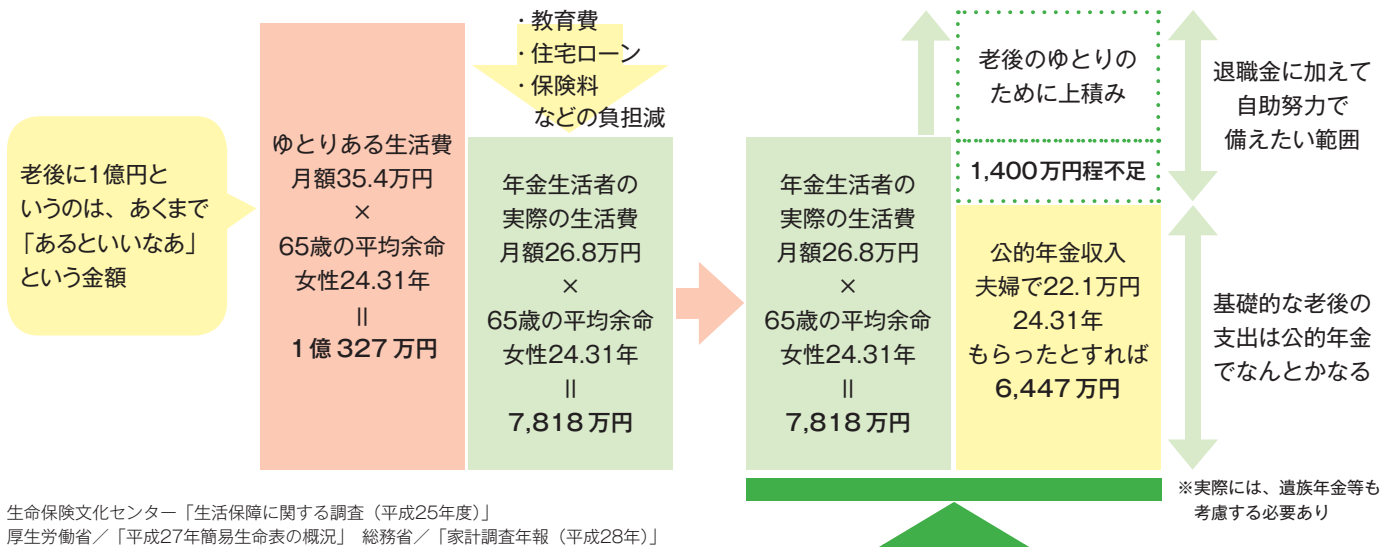 老後に1億円と
いうのは、あくまで
「あるといいなあ」
という金額
ゆとりある生活費
月額35.4万円
×
65歳の平均余命
女性24.31年
||
1億327万円
・教育費
・住宅ローン
・保険料
などの負担減
年金生活者の
実際の生活費
月額26.8万円
×
65歳の平均余命
女性24.31年
||
7,818万円
年金生活者の
実際の生活費
月額26.8万円
×
65歳の平均余命
女性24.31年
||
7,818万円
老後のゆとりの
ために上積み
1,400万円程不足
公的年金収入
夫婦で22.1万円
24.31年
もらったとすれば
6,447万円
退職金に加えて
自助努力で
備えたい範囲
基礎的な老後の
支出は公的年金
でなんとかなる
※実際には、遺族年金等も
考慮する必要あり
生命保険文化センター「生活保障に関する調査（平成25年度）」
厚生労働省／「平成27年簡易生命表の概況」 総務省／「家計調査年報（平成28年）」